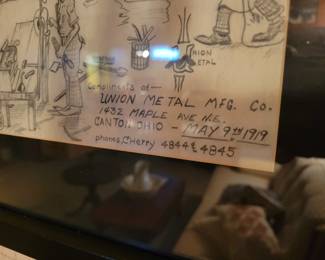 UNION
METAL
Compliments of—
UNION METAL MFG. Co.
1432 MAPLE AVE N.E.
CANTON, OHIO — MAY 9TH 1919
phones, CHerry 4844 & 4845